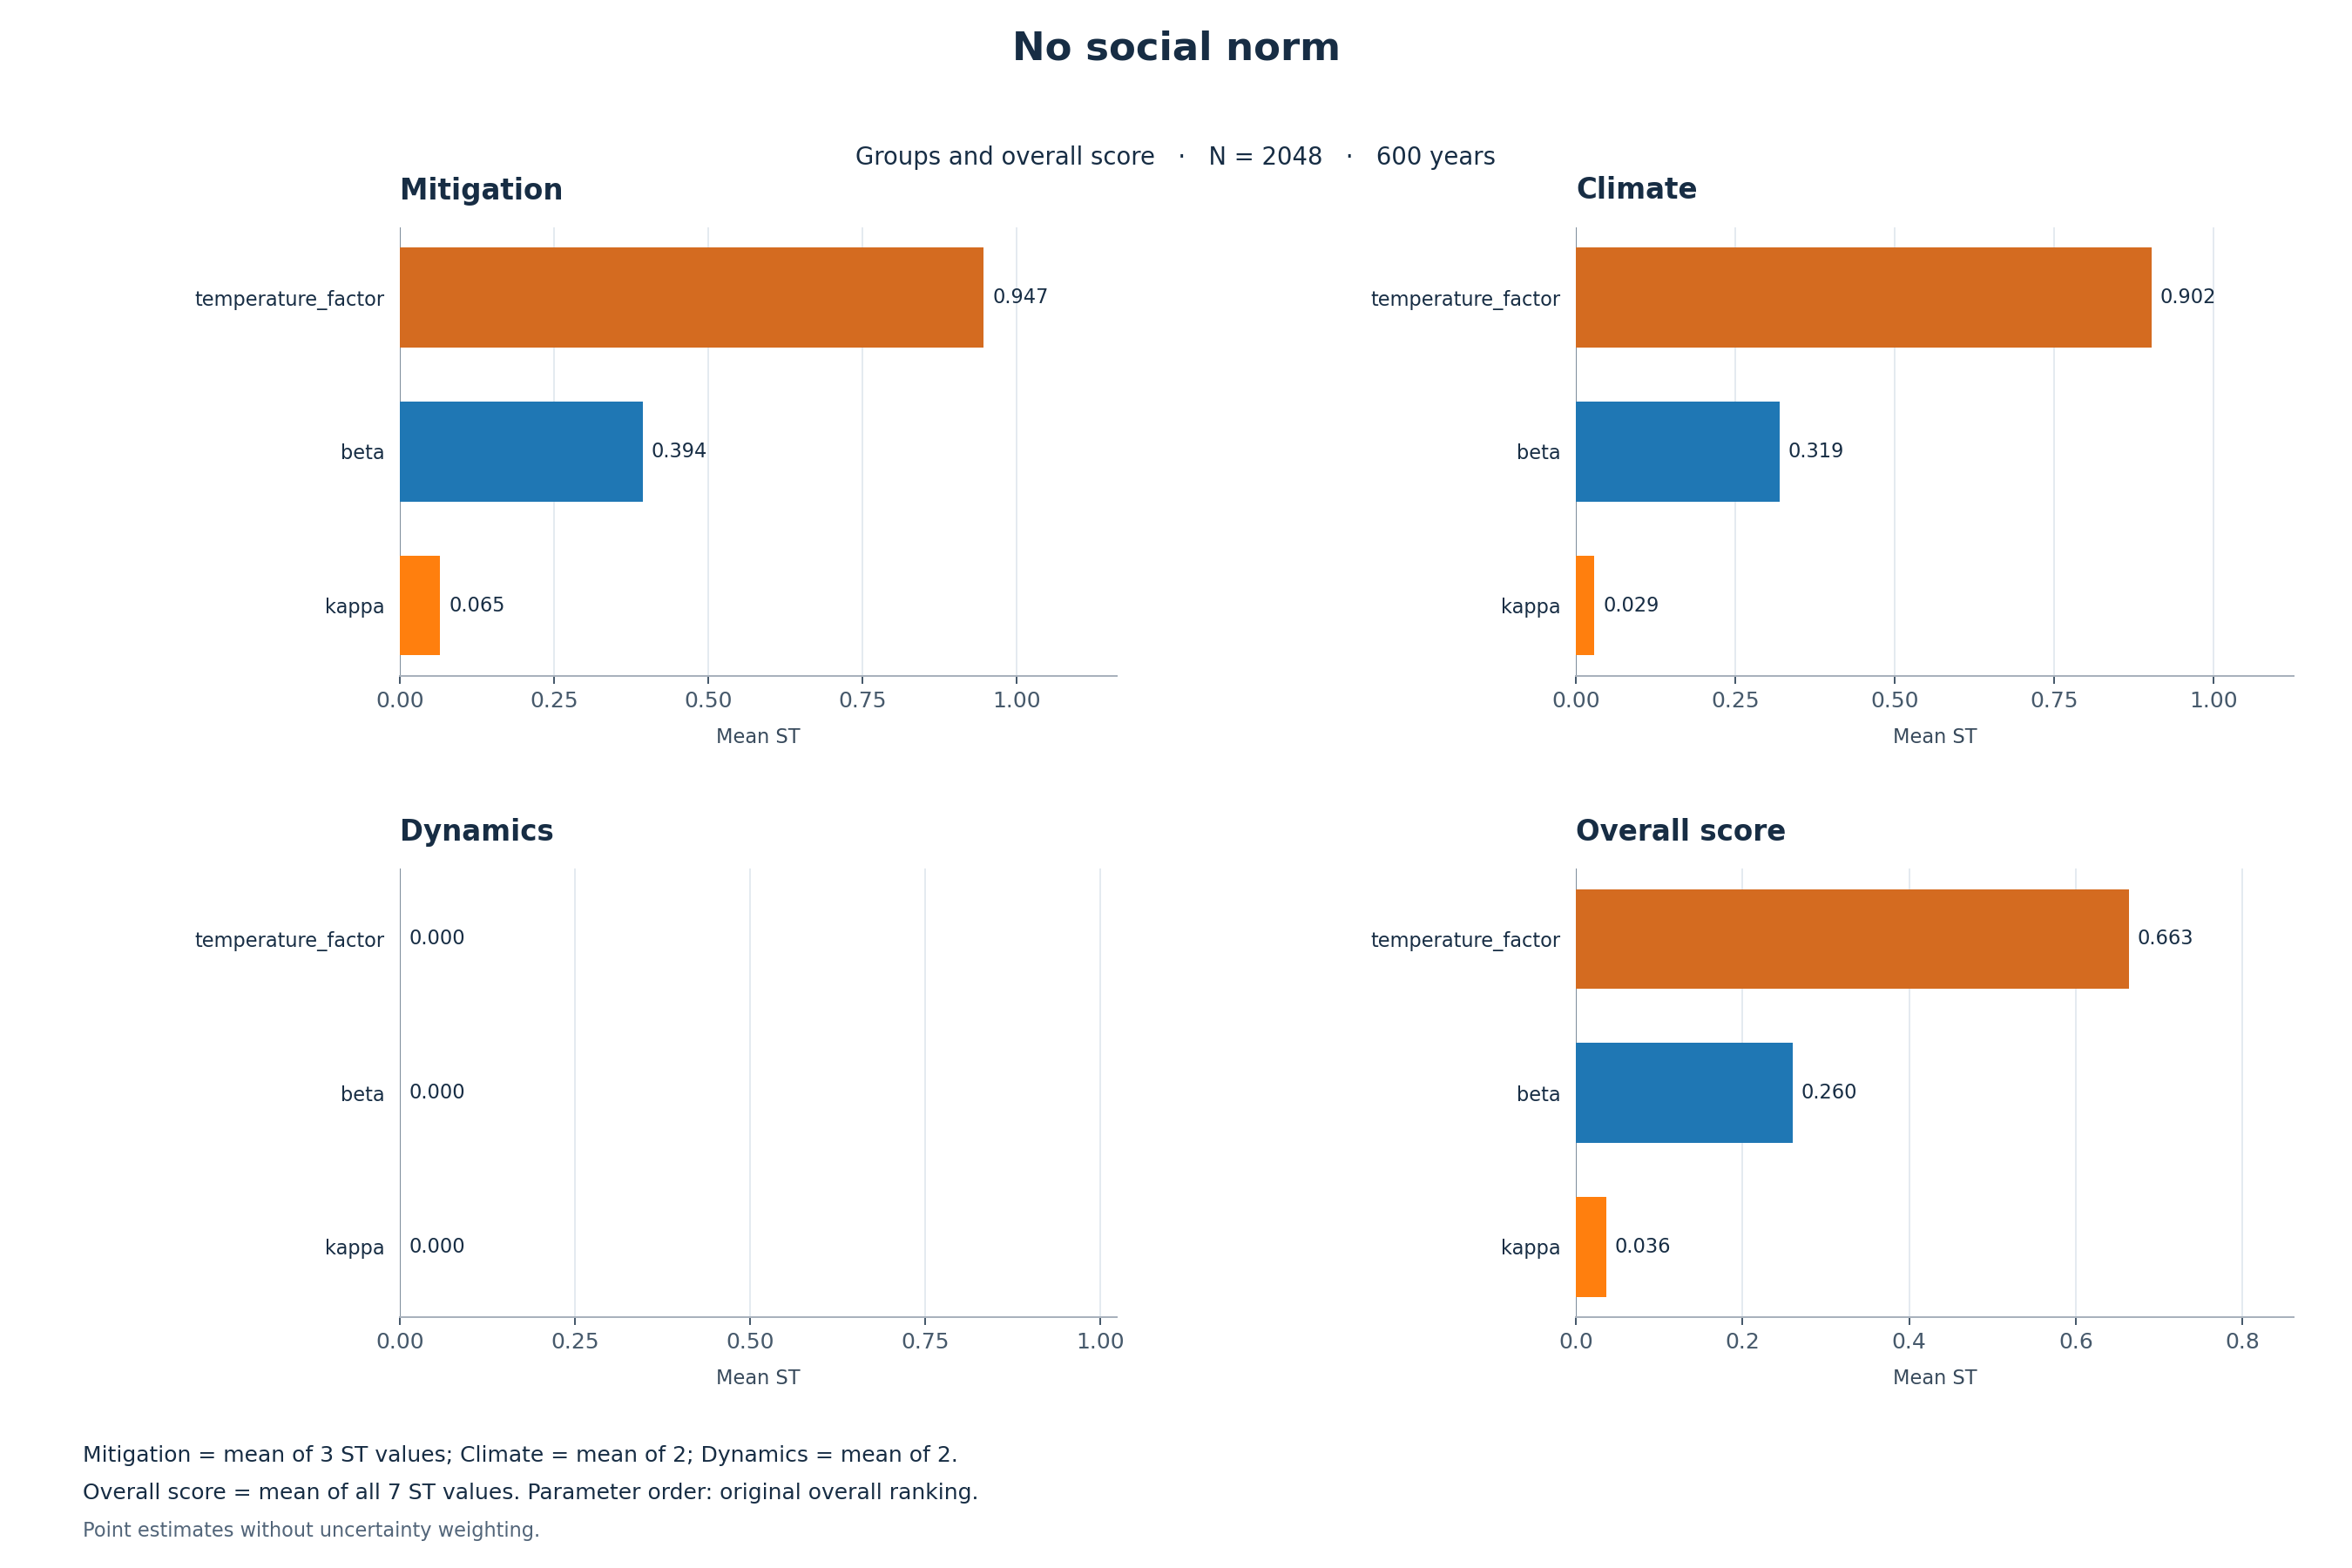 No social norm
Groups and overall score · N = 2048 · 600 years
Mitigation
temperature_factor
0.947
beta
0.394
kappa
0.065
0.00 0.25 0.50 0.75 1.00
Mean ST
Climate
temperature_factor
0.902
beta
0.319
kappa
0.029
0.00 0.25 0.50 0.75 1.00
Mean ST
Dynamics
temperature_factor
0.000
beta
0.000
kappa
0.000
0.00 0.25 0.50 0.75 1.00
Mean ST
Overall score
temperature_factor
0.663
beta
0.260
kappa
0.036
0.0 0.2 0.4 0.6 0.8
Mean ST
Mitigation = mean of 3 ST values; Climate = mean of 2; Dynamics = mean of 2.
Overall score = mean of all 7 ST values. Parameter order: original overall ranking.
Point estimates without uncertainty weighting.